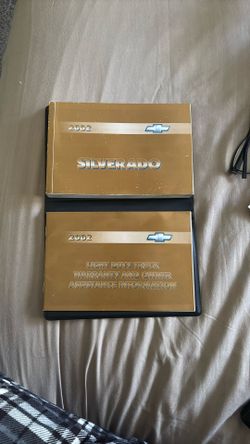 2002
SILVERADO
2002
LIGHT DUTY TRUCK
WARRANTY AND OWNER
ASSISTANCE INFORMATION